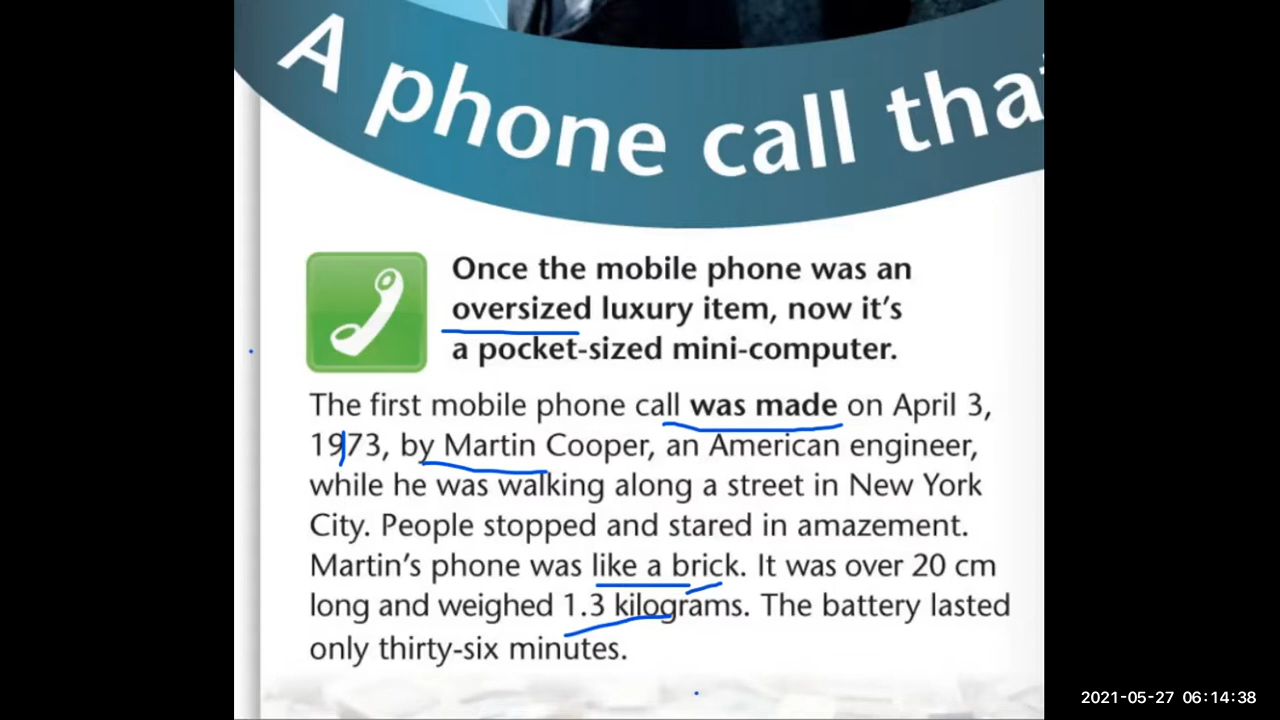 A phone call tha
Once the mobile phone was an
oversized luxury item, now it's
a pocket-sized mini-computer.
The first mobile phone call was made on April 3,
1973, by Martin Cooper, an American engineer,
while he was walking along a street in New York
City. People stopped and stared in amazement.
Martin's phone was like a brick. It was over 20 cm
long and weighed 1.3 kilograms. The battery lasted
only thirty-six minutes.
2021-05-27 06:14:38